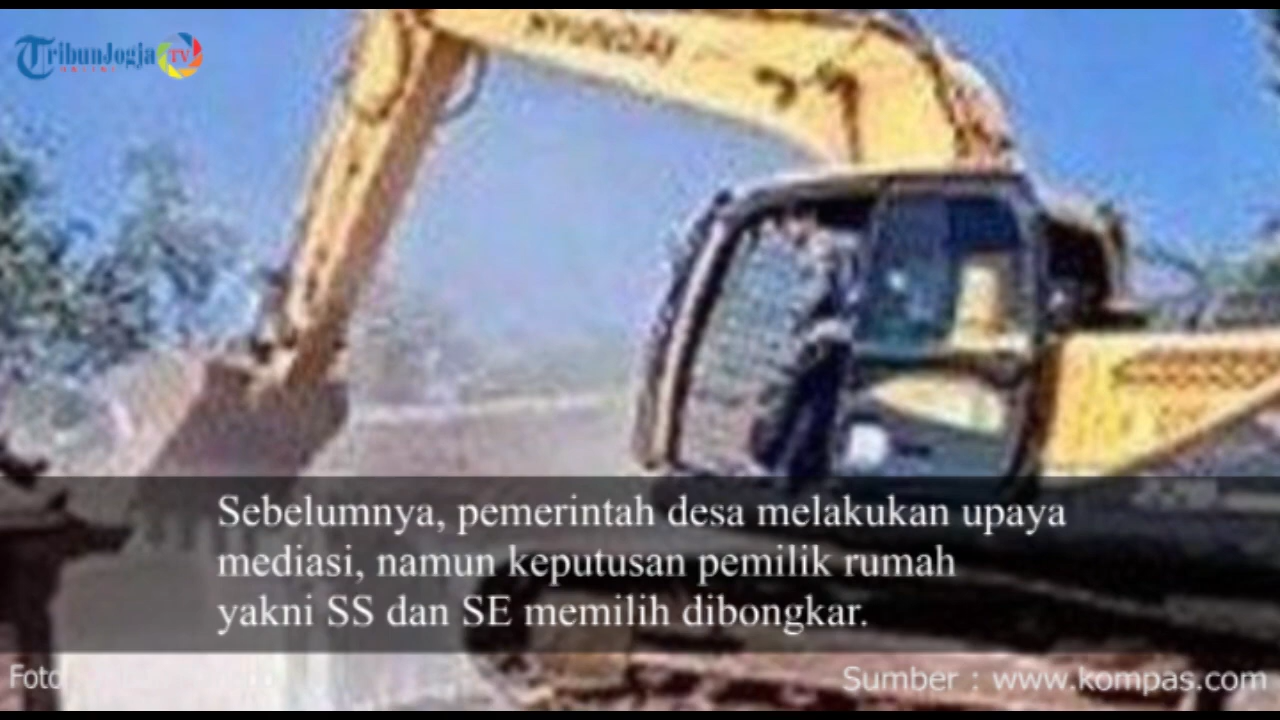 TribunJogja TV
HYUNDAI
Sebelumnya, pemerintah desa melakukan upaya
mediasi, namun keputusan pemilik rumah
yakni SS dan SE memilih dibongkar.
Foto
Sumber : www.kompas.com